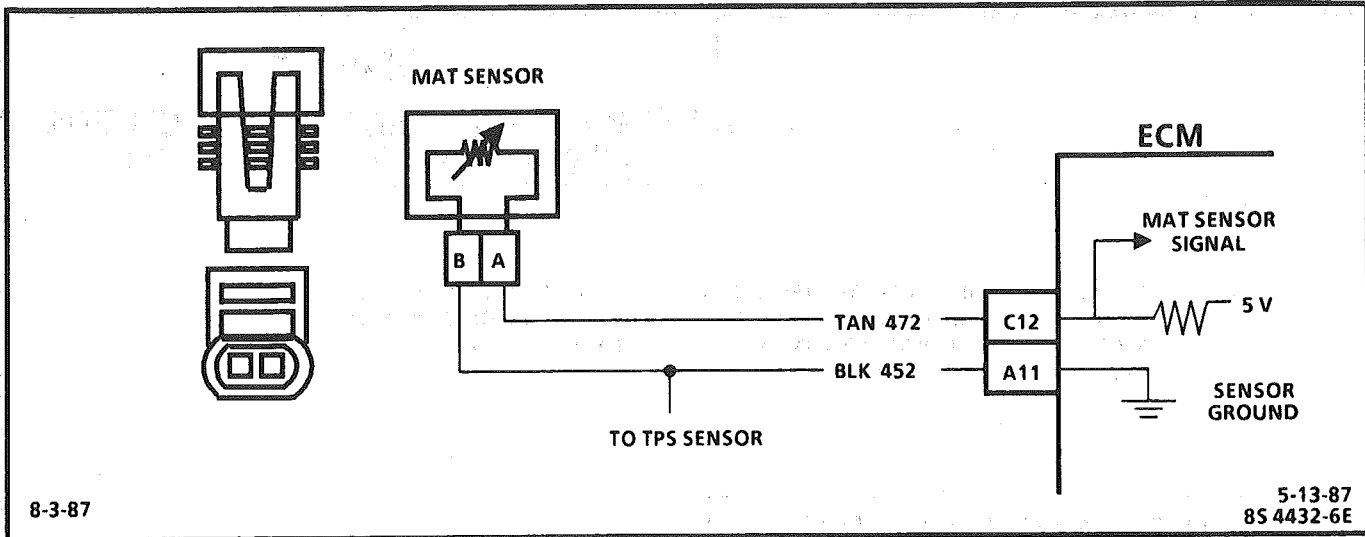 MAT SENSOR
ECM
MAT SENSOR
SIGNAL
B A
5 V
TAN 472
C12
BLK 452
A11
SENSOR
GROUND
TO TPS SENSOR
8-3-87
5-13-87
8S 4432-6E